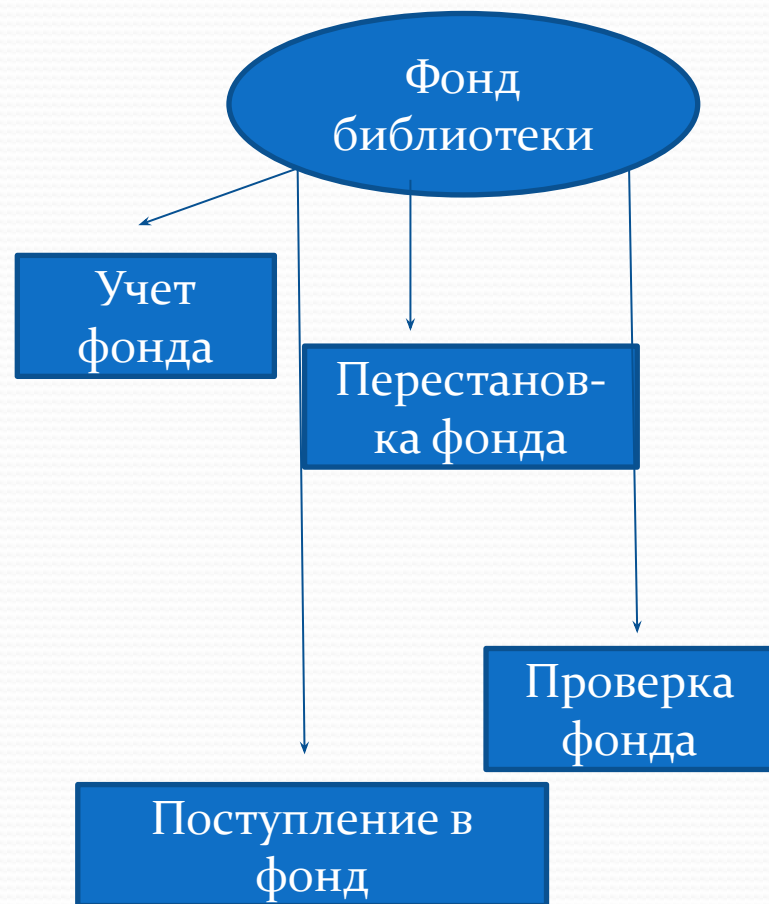 Фонд
библиотеки
Учет
фонда
Перестанов-
ка фонда
Проверка
фонда
Поступление в
фонд